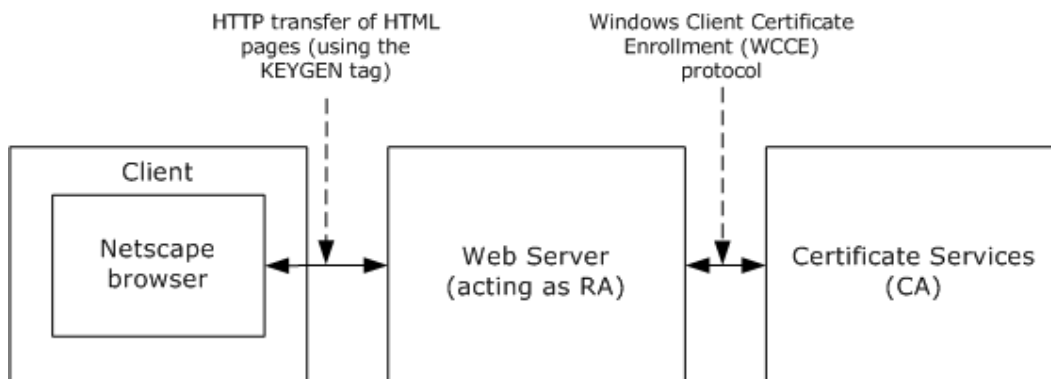 HTTP transfer of HTML
pages (using the
KEYGEN tag)
Windows Client Certificate
Enrollment (WCCE)
protocol
Client
Netscape
browser
Web Server
(acting as RA)
Certificate Services
(CA)